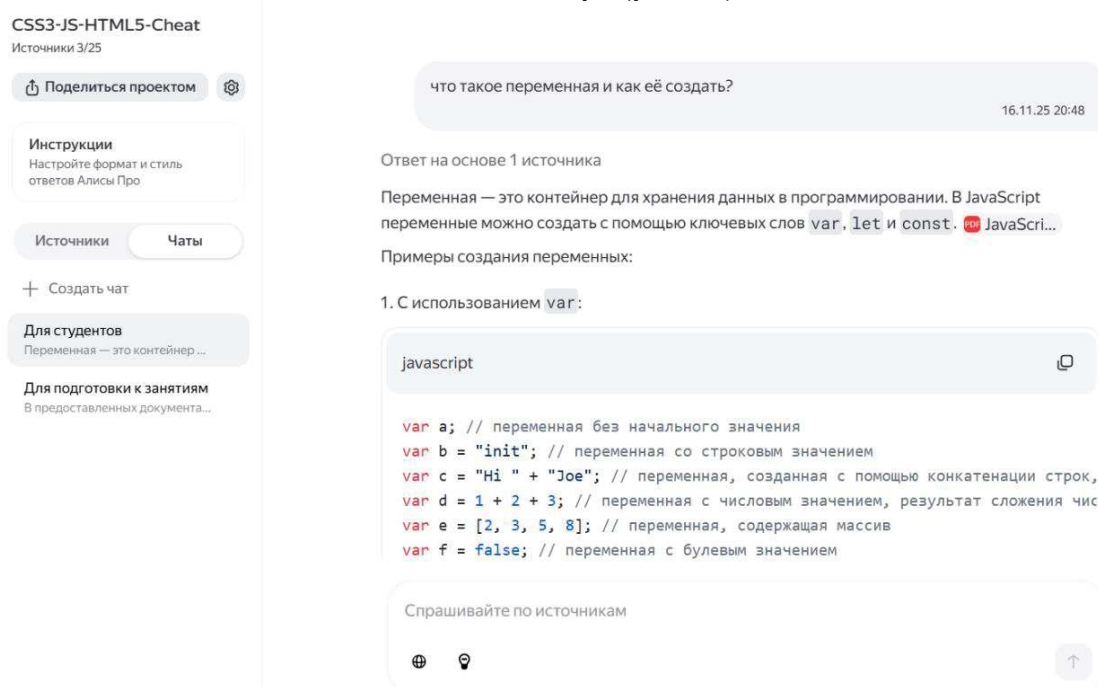 CSS3-JS-HTML5-Cheat
Источники 3/25
Поделиться проектом
Инструкции
Настройте формат и стиль
ответов Алисы Про
Источники
Чаты
+ Создать чат
Для студентов
Переменная — это контейнер ...
Для подготовки к занятиям
В предоставленных документа...
что такое переменная и как её создать?
16.11.25 20:48
Ответ на основе 1 источника
Переменная — это контейнер для хранения данных в программировании. В JavaScript
переменные можно создать с помощью ключевых слов var, let и const. PDF JavaScri...
Примеры создания переменных:
1. С использованием var:
javascript
var a; // переменная без начального значения
var b = "init"; // переменная со строковым значением
var c = "Hi " + "Joe"; // переменная, созданная с помощью конкатенации строк,
var d = 1 + 2 + 3; // переменная с числовым значением, результат сложения чис
var e = [2, 3, 5, 8]; // переменная, содержащая массив
var f = false; // переменная с булевым значением
Спрашивайте по источникам